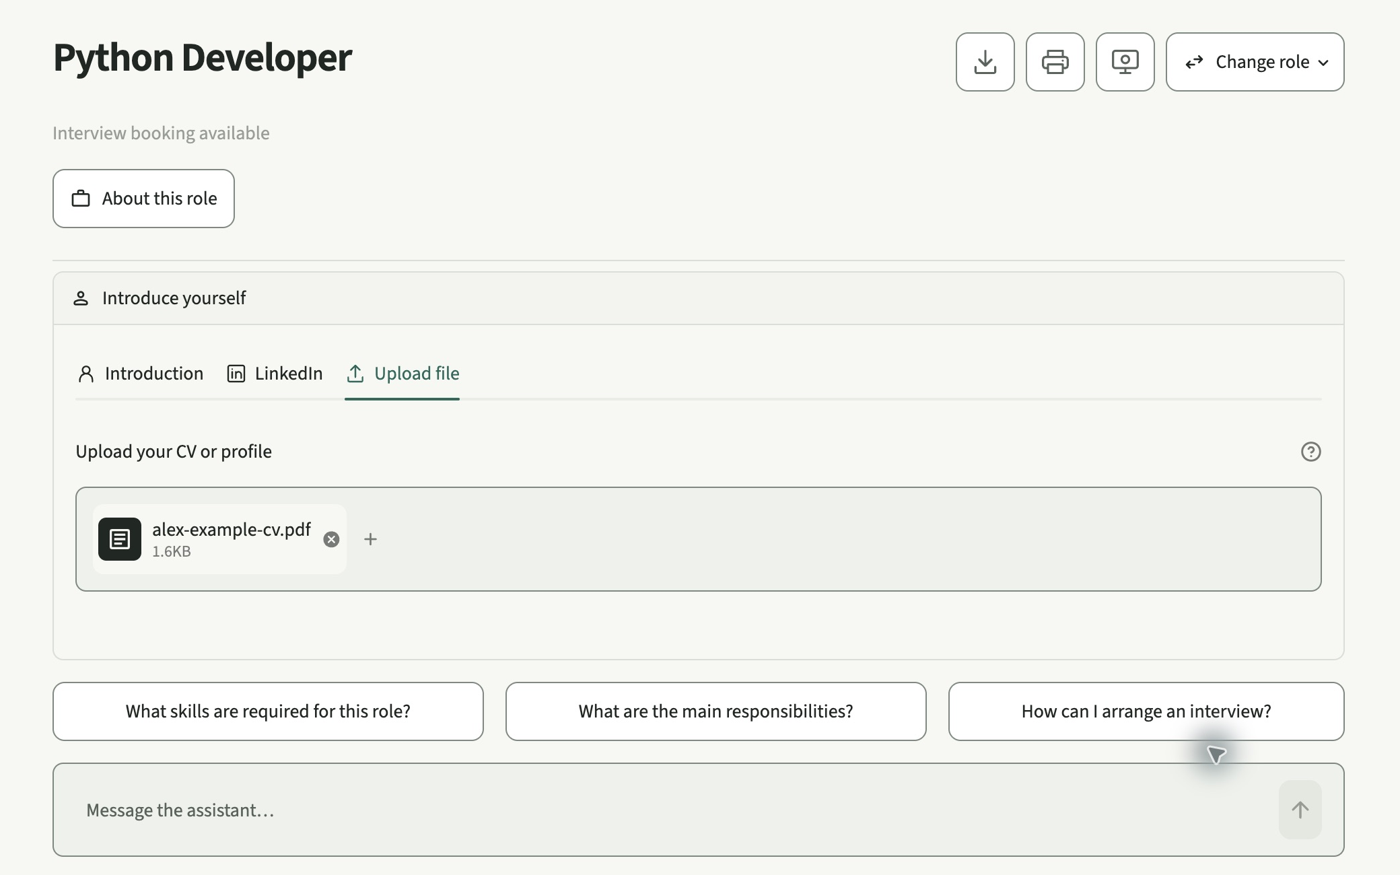 Python Developer
Change role
Interview booking available
About this role
Introduce yourself
Introduction
in LinkedIn
Upload file
Upload your CV or profile
?
alex-example-cv.pdf
1.6KB
What skills are required for this role?
What are the main responsibilities?
How can I arrange an interview?
Message the assistant…